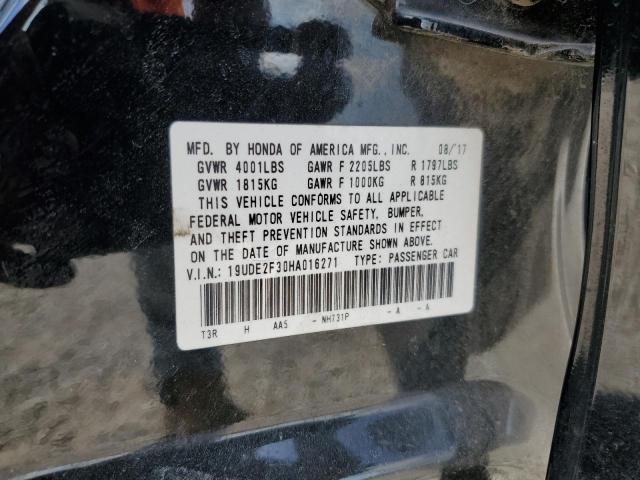 MFD. BY HONDA OF AMERICA MFG., INC. 08/17
GVWR 4001LBS GAWR F 2205LBS R 1797LBS
GVWR 1815KG GAWR F 1000KG R 815KG
THIS VEHICLE CONFORMS TO ALL APPLICABLE
FEDERAL MOTOR VEHICLE SAFETY, BUMPER,
AND THEFT PREVENTION STANDARDS IN EFFECT
ON THE DATE OF MANUFACTURE SHOWN ABOVE.
V.I.N.: 19UDE2F30HA016271 TYPE: PASSENGER CAR
T3R H AA5 - NH731P - A - A